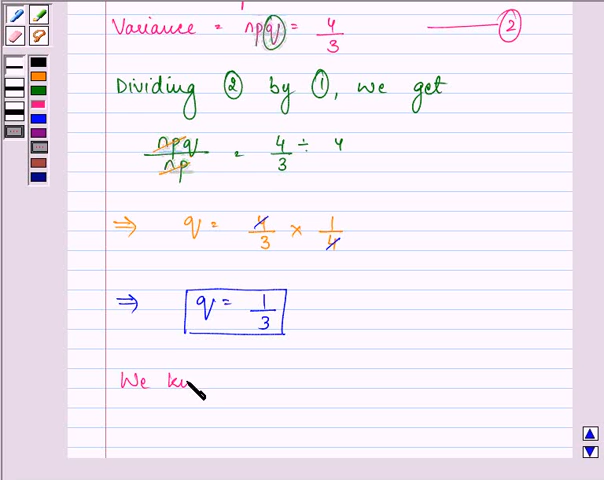 Variance = npq = 4/3 ——— ②
Dividing ② by ①, we get
npq/np = 4/3 ÷ 4
⇒ q = 4/3 × 1/4
⇒ q = 1/3
We